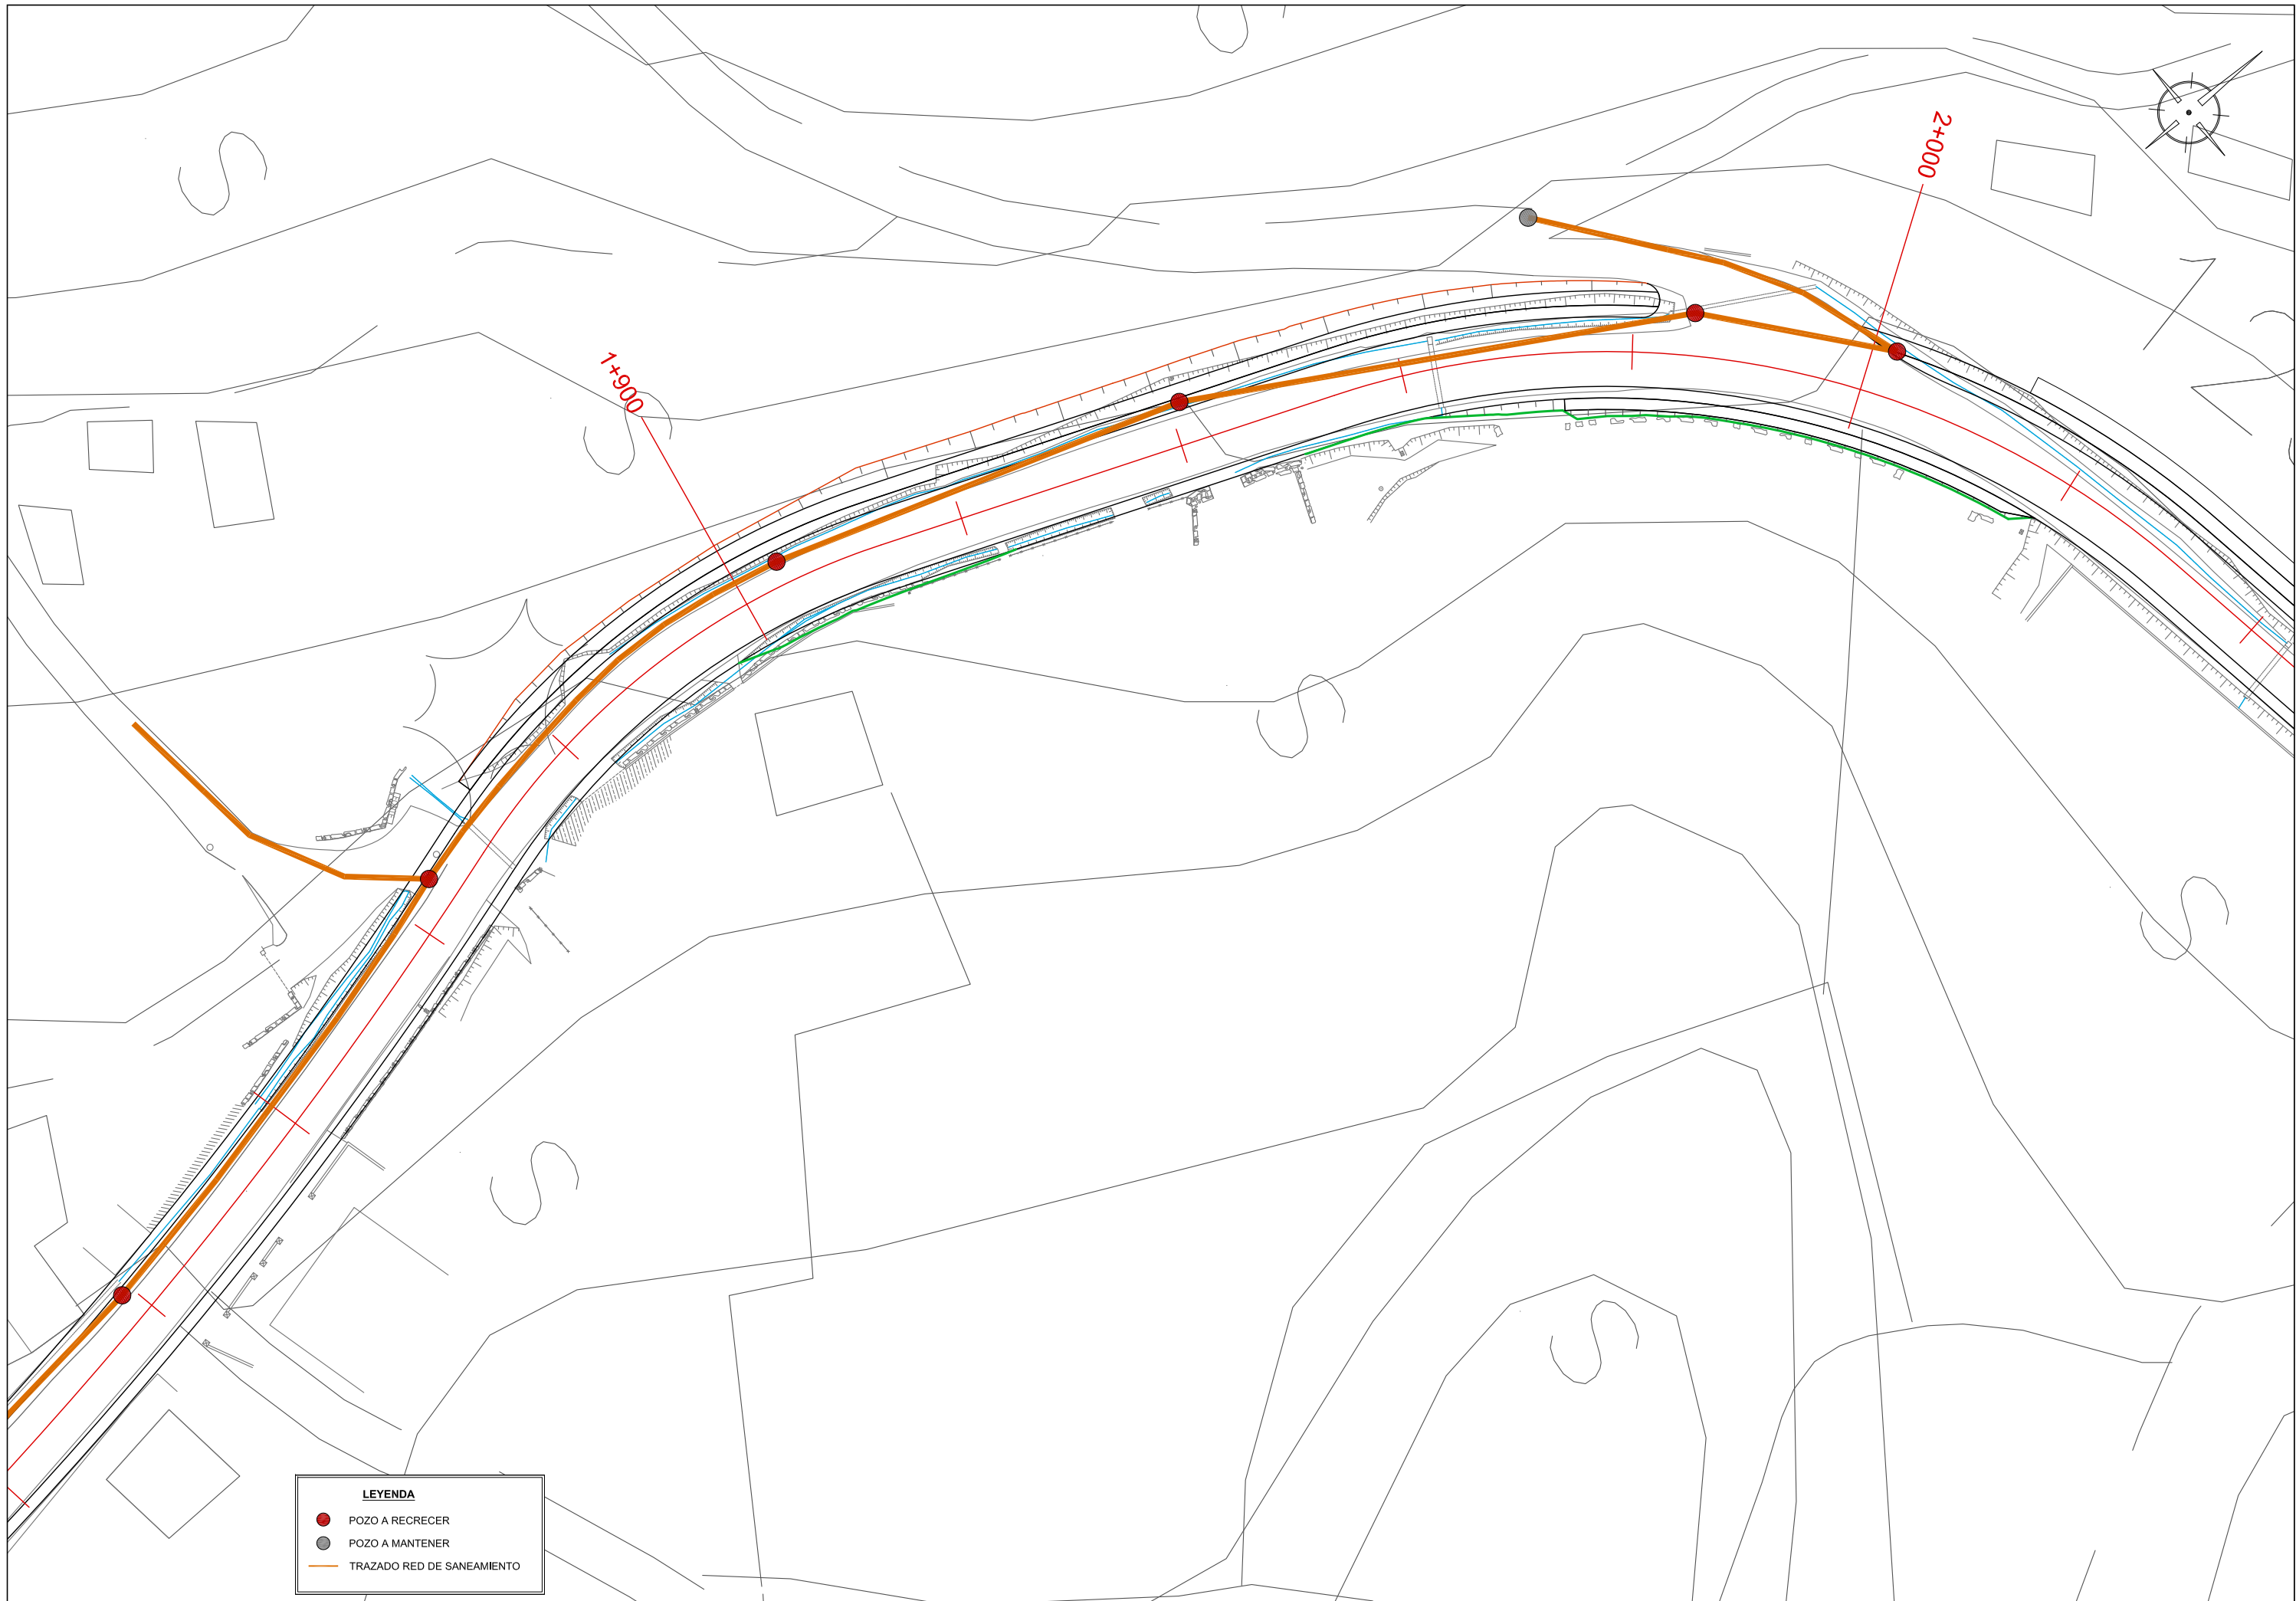 2+000
1+900
LEYENDA
POZO A RECRECER
POZO A MANTENER
TRAZADO RED DE SANEAMIENTO